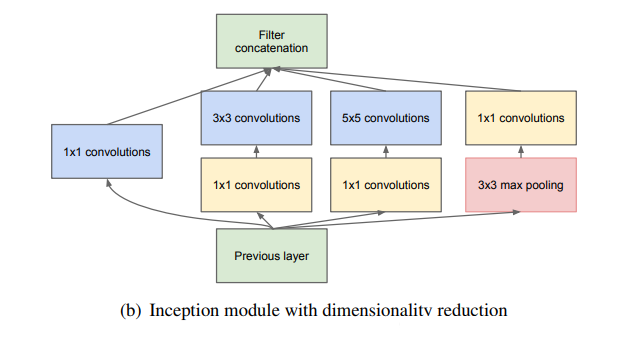 Filter
concatenation
3x3 convolutions
5x5 convolutions
1x1 convolutions
1x1 convolutions
1x1 convolutions
1x1 convolutions
3x3 max pooling
Previous layer
(b) Inception module with dimensionality reduction